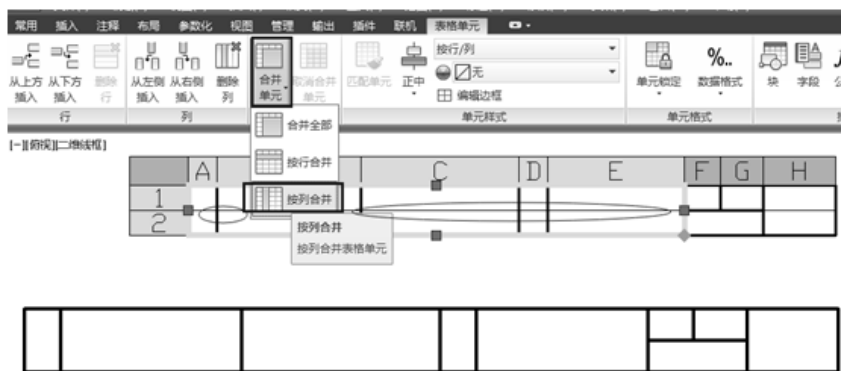 常用 插入 注释 布局 参数化 视图 管理 输出 插件 联机 表格单元
从上方插入 从下方插入 删除行 从左侧插入 从右侧插入 删除列 合并单元 取消合并单元 匹配单元 正中 按行/列 单元锁定 数据格式 块 字段
无
编辑边框
行 列 单元样式 单元格式
合并全部
按行合并
按列合并
按列合并
按列合并表格单元
[-][俯视][二维线框]
A C D E F G H
1
2